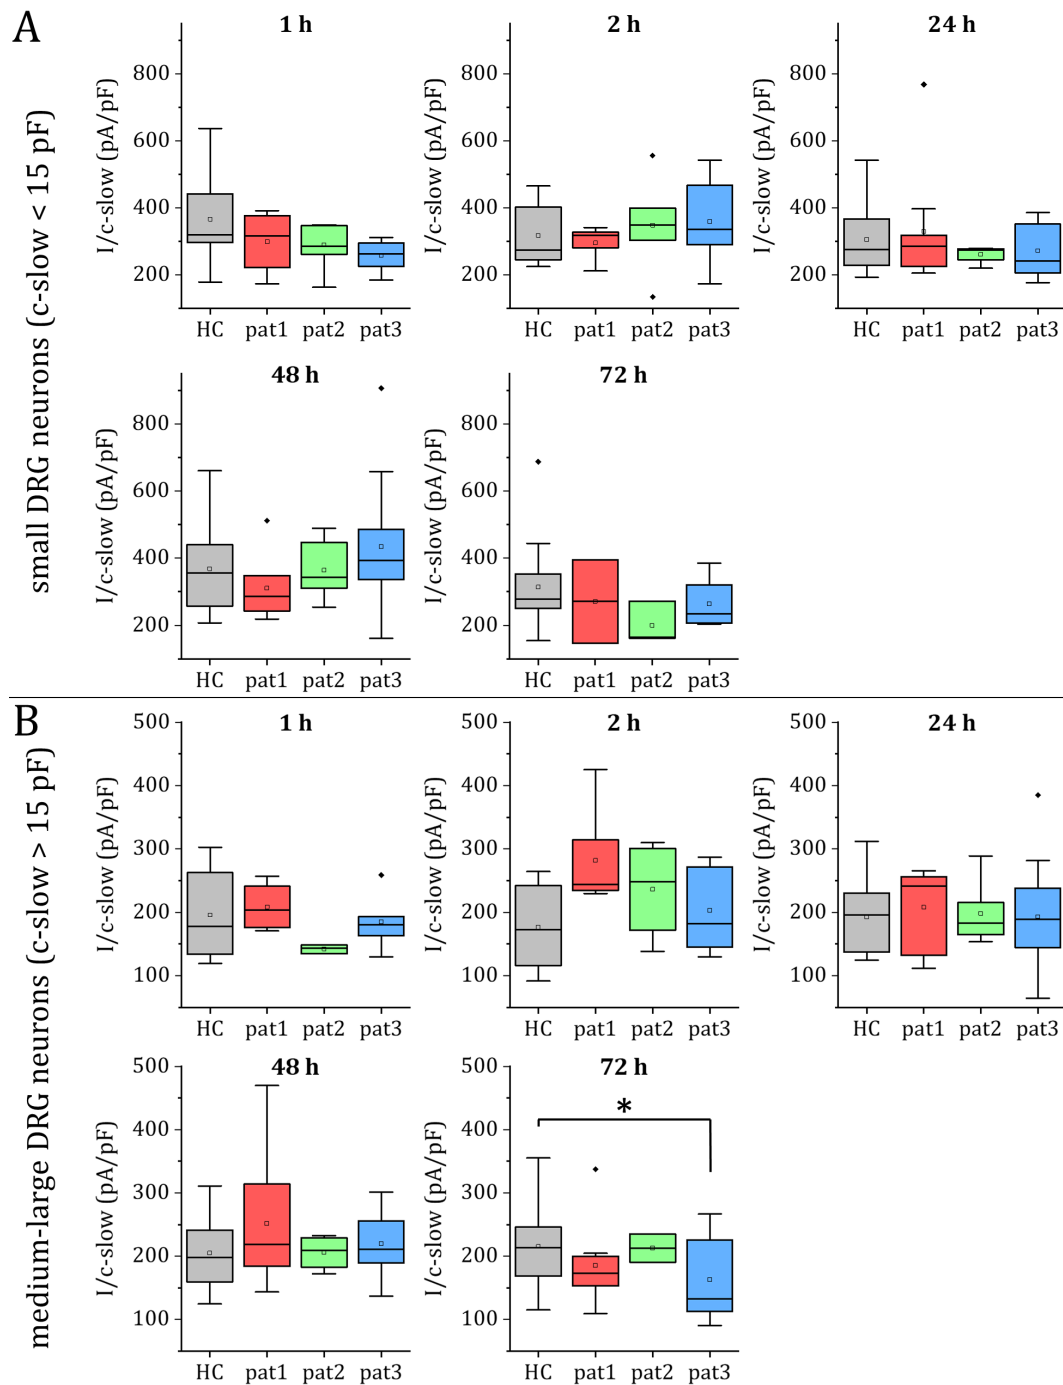 A
small DRG neurons (c-slow < 15 pF)
1 h
I/c-slow (pA/pF)
800
600
400
200
HC pat1 pat2 pat3
2 h
I/c-slow (pA/pF)
800
600
400
200
HC pat1 pat2 pat3
24 h
I/c-slow (pA/pF)
800
600
400
200
HC pat1 pat2 pat3
48 h
I/c-slow (pA/pF)
800
600
400
200
HC pat1 pat2 pat3
72 h
I/c-slow (pA/pF)
800
600
400
200
HC pat1 pat2 pat3
B
medium-large DRG neurons (c-slow > 15 pF)
1 h
I/c-slow (pA/pF)
500
400
300
200
100
HC pat1 pat2 pat3
2 h
I/c-slow (pA/pF)
500
400
300
200
100
HC pat1 pat2 pat3
24 h
I/c-slow (pA/pF)
500
400
300
200
100
HC pat1 pat2 pat3
48 h
I/c-slow (pA/pF)
500
400
300
200
100
HC pat1 pat2 pat3
72 h
*
I/c-slow (pA/pF)
500
400
300
200
100
HC pat1 pat2 pat3